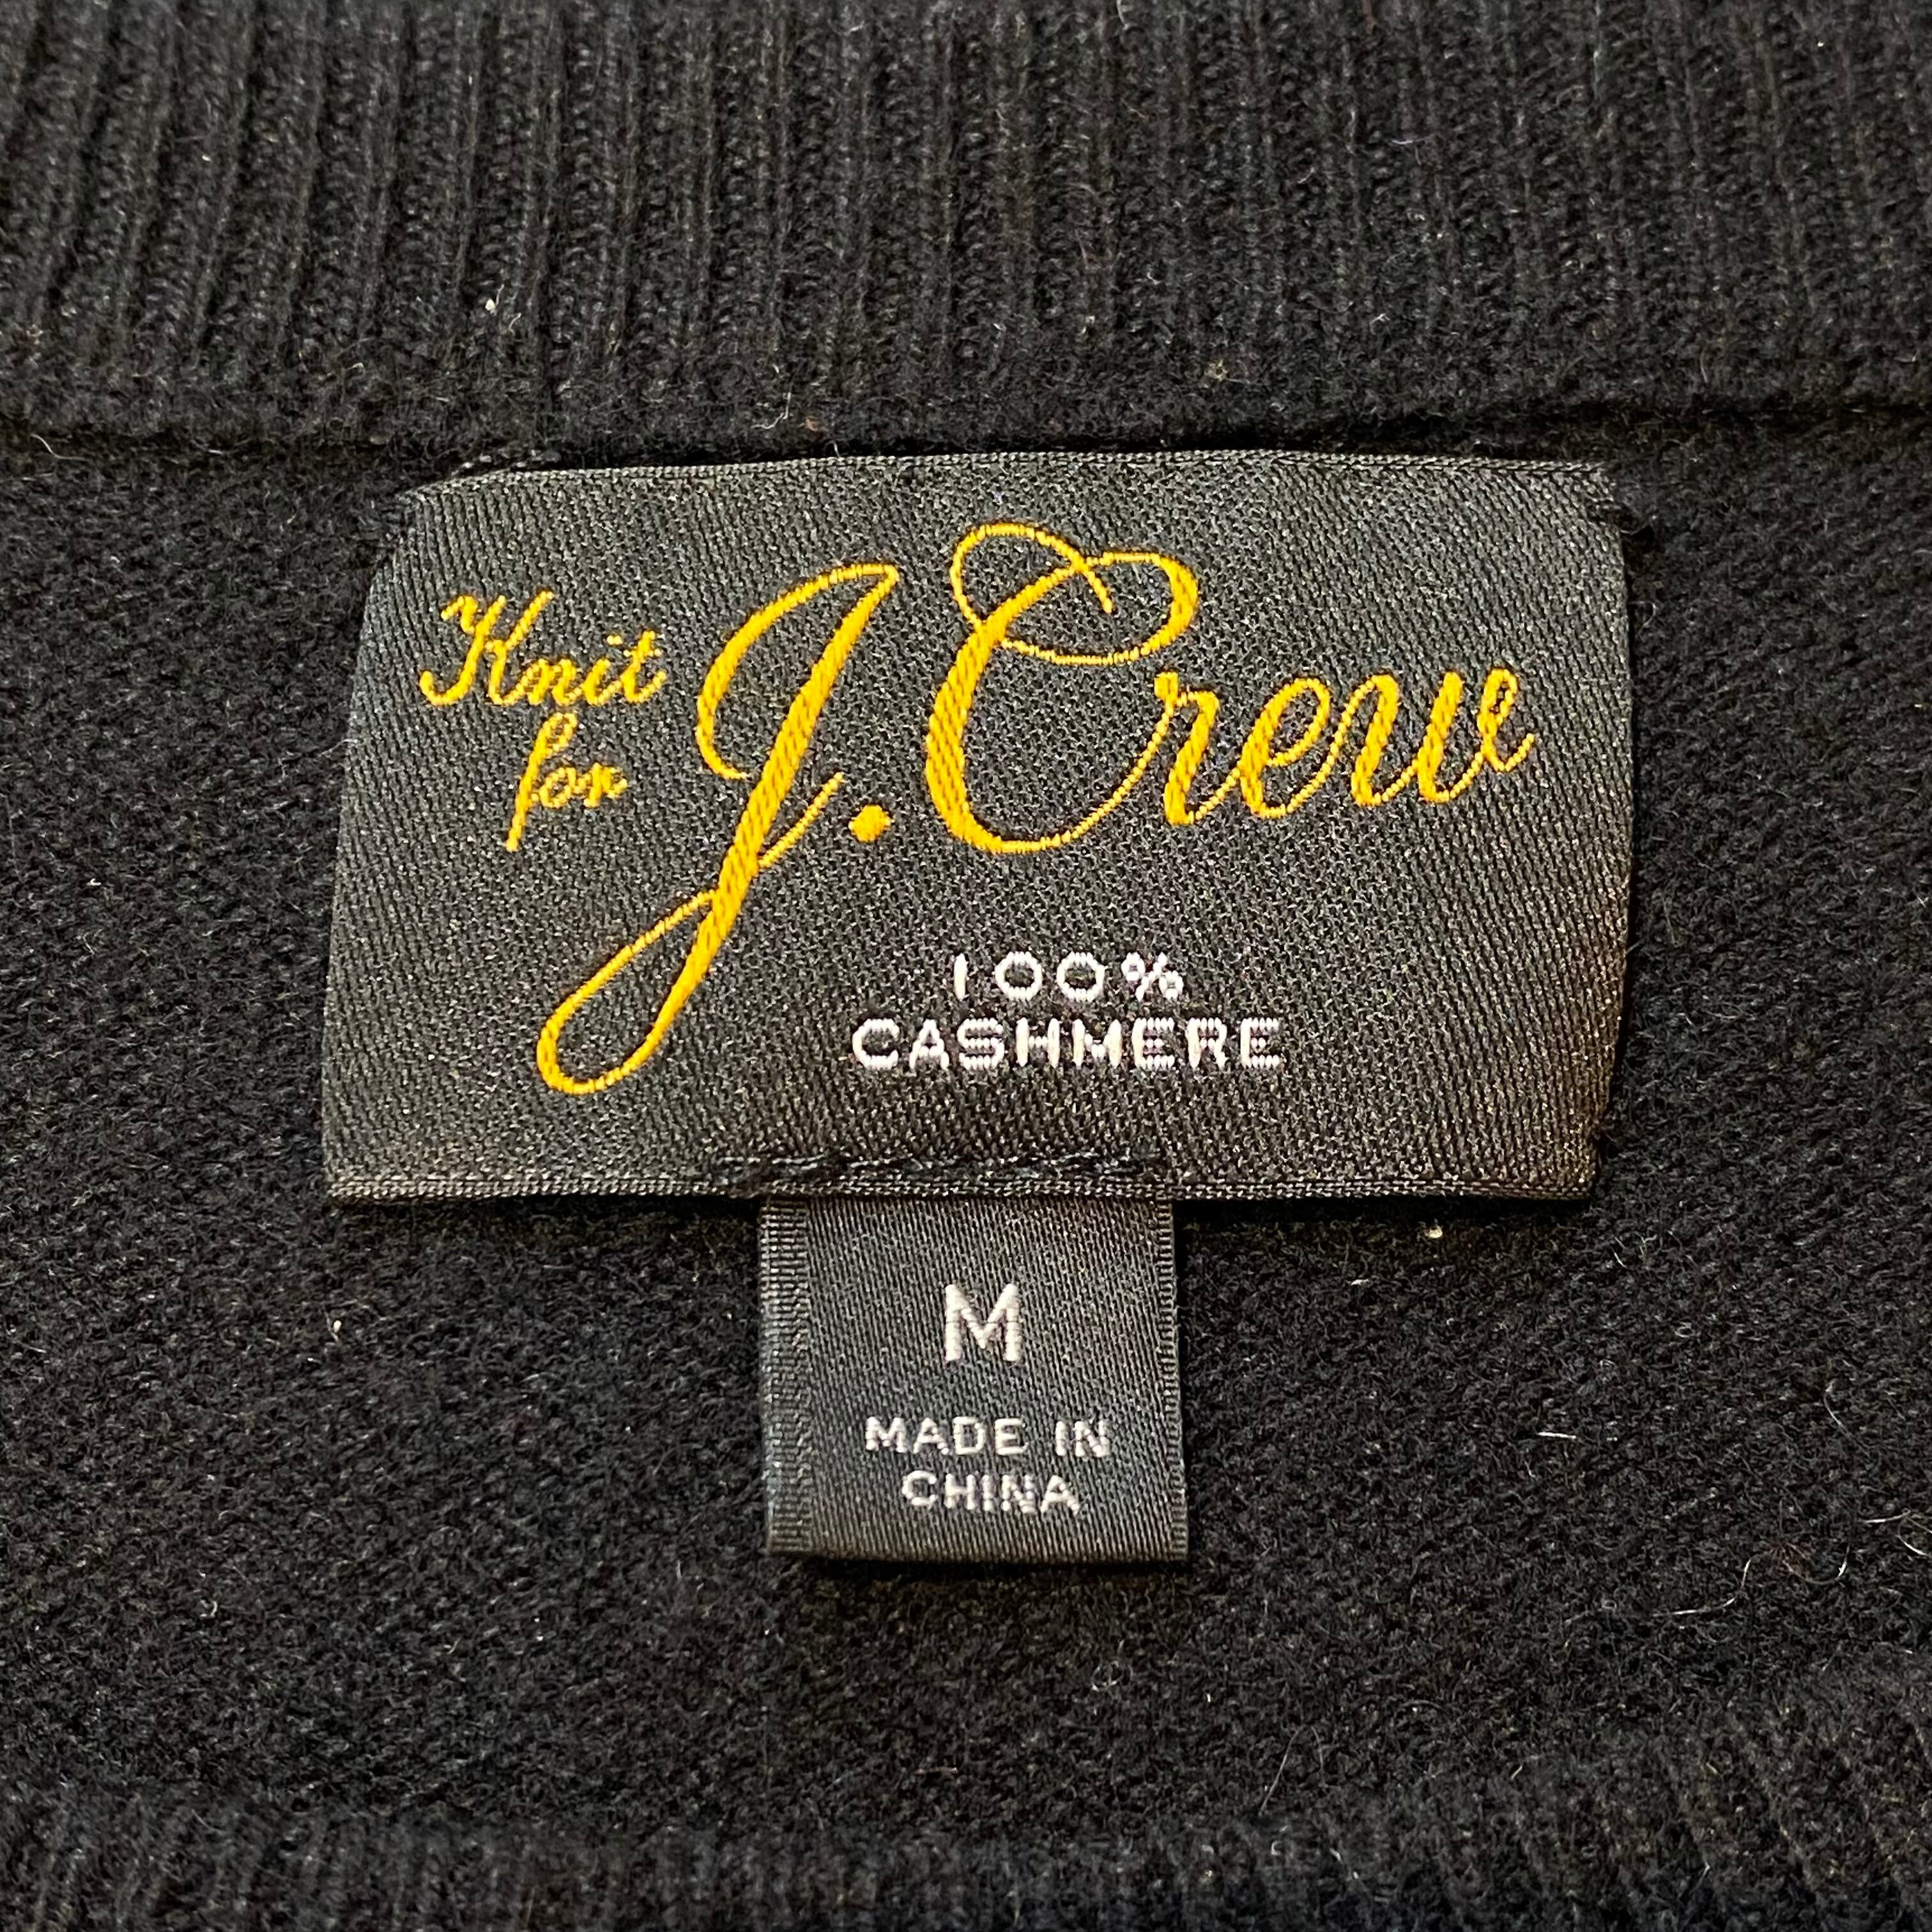 Knit
for J. Crew
100%
CASHMERE
M
MADE IN
CHINA